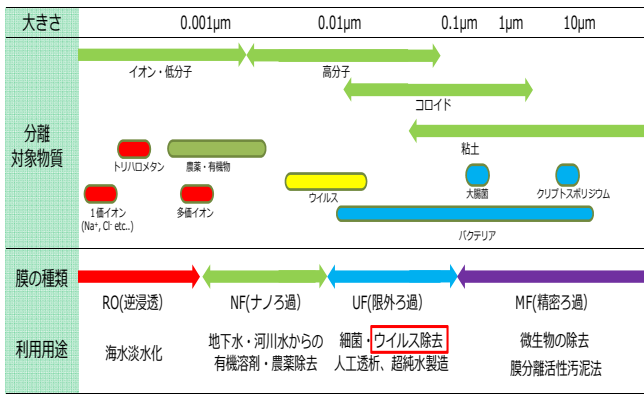 大きさ 0.001μm 0.01μm 0.1μm 1μm 10μm
イオン・低分子 高分子
コロイド
分離
対象物質
粘土
トリハロメタン 農薬・有機物
ウイルス 大腸菌 クリプトスポリジウム
1価イオン
(Na⁺, Cl⁻ etc..)
多価イオン
バクテリア
膜の種類
RO(逆浸透) NF(ナノろ過) UF(限外ろ過) MF(精密ろ過)
利用用途
海水淡水化
地下水・河川水からの
有機溶剤・農薬除去
細菌・ウイルス除去
人工透析、超純水製造
微生物の除去
膜分離活性汚泥法